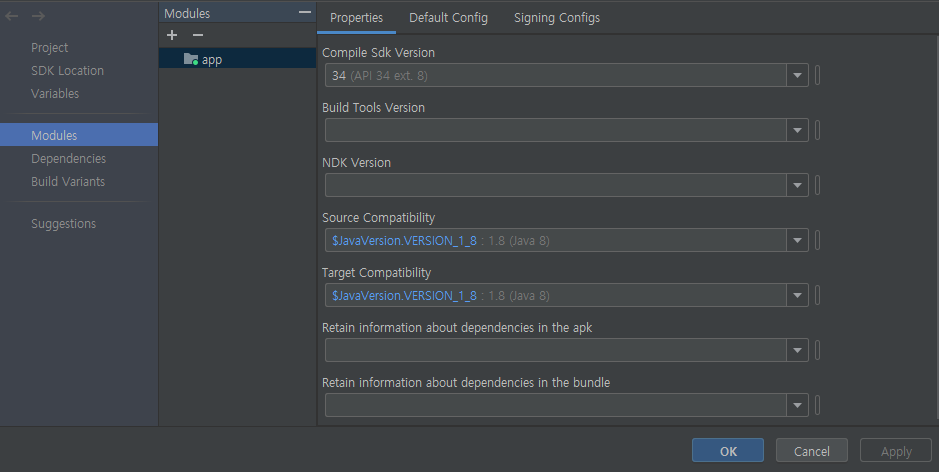 Project
SDK Location
Variables
Modules
Dependencies
Build Variants
Suggestions
Modules
app
Properties Default Config Signing Configs
Compile Sdk Version
34 (API 34 ext. 8)
Build Tools Version
NDK Version
Source Compatibility
$JavaVersion.VERSION_1_8 : 1.8 (Java 8)
Target Compatibility
$JavaVersion.VERSION_1_8 : 1.8 (Java 8)
Retain information about dependencies in the apk
Retain information about dependencies in the bundle
OK Cancel Apply